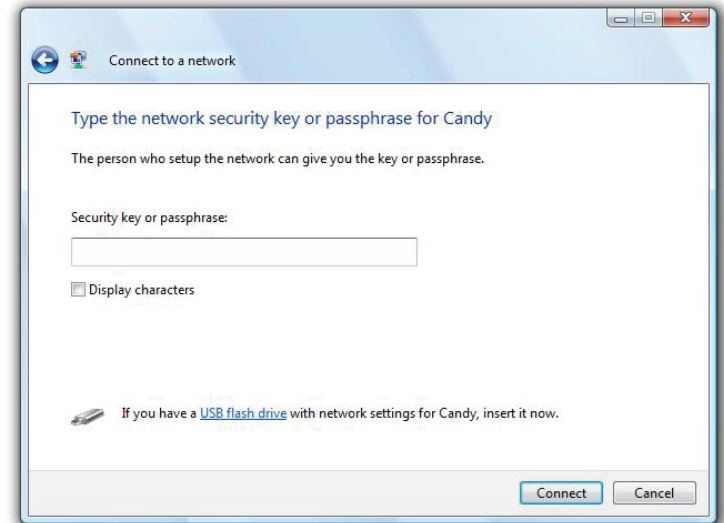 Connect to a network
Type the network security key or passphrase for Candy
The person who setup the network can give you the key or passphrase.
Security key or passphrase:
Display characters
If you have a USB flash drive with network settings for Candy, insert it now.
Connect Cancel